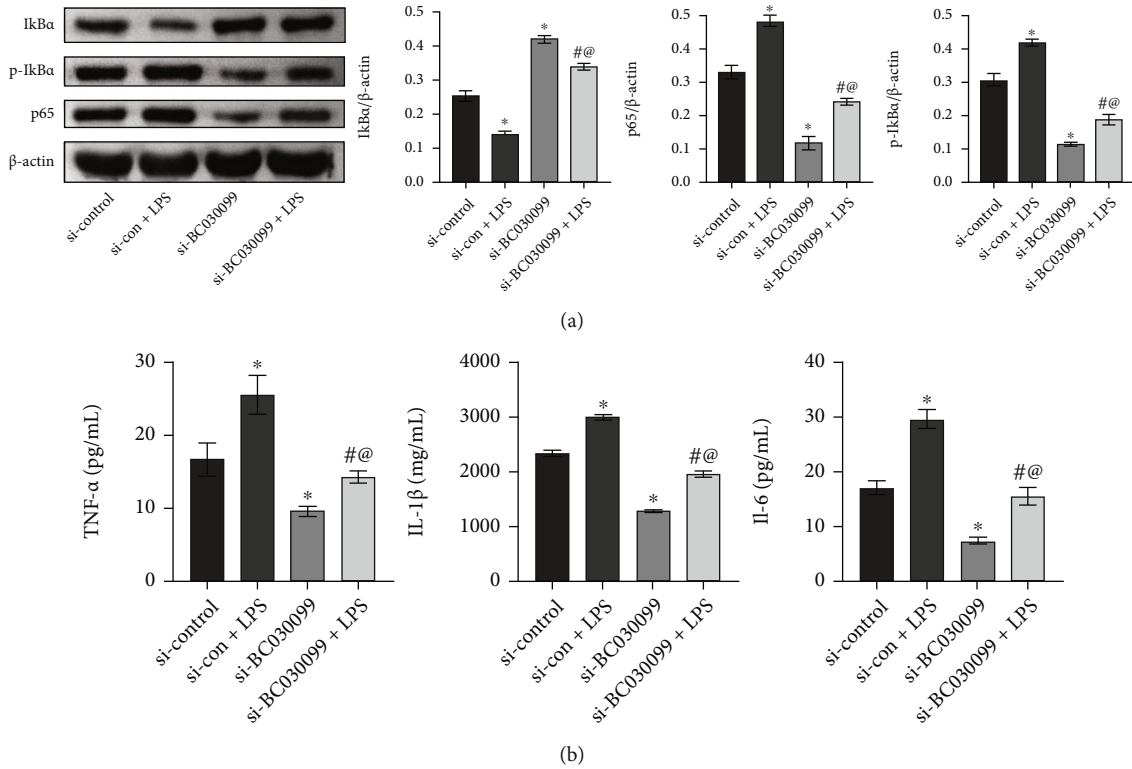 IkBα
p-IkBα
p65
β-actin
si-control
si-con + LPS
si-BC030099
si-BC030099 + LPS
IkBα/β-actin
0.5
0.4
0.3
0.2
0.1
0.0
*
*
#@
si-control
si-con + LPS
si-BC030099
si-BC030099 + LPS
p65/β-actin
0.5
0.4
0.3
0.2
0.1
0.0
*
*
#@
si-control
si-con + LPS
si-BC030099
si-BC030099 + LPS
p-IkBα/β-actin
0.5
0.4
0.3
0.2
0.1
0.0
*
*
#@
si-control
si-con + LPS
si-BC030099
si-BC030099 + LPS
(a)
TNF-α (pg/mL)
30
20
10
0
*
*
#@
si-control
si-con + LPS
si-BC030099
si-BC030099 + LPS
IL-1β (mg/mL)
4000
3000
2000
1000
0
*
*
#@
si-control
si-con + LPS
si-BC030099
si-BC030099 + LPS
Il-6 (pg/mL)
40
30
20
10
0
*
*
#@
si-control
si-con + LPS
si-BC030099
si-BC030099 + LPS
(b)